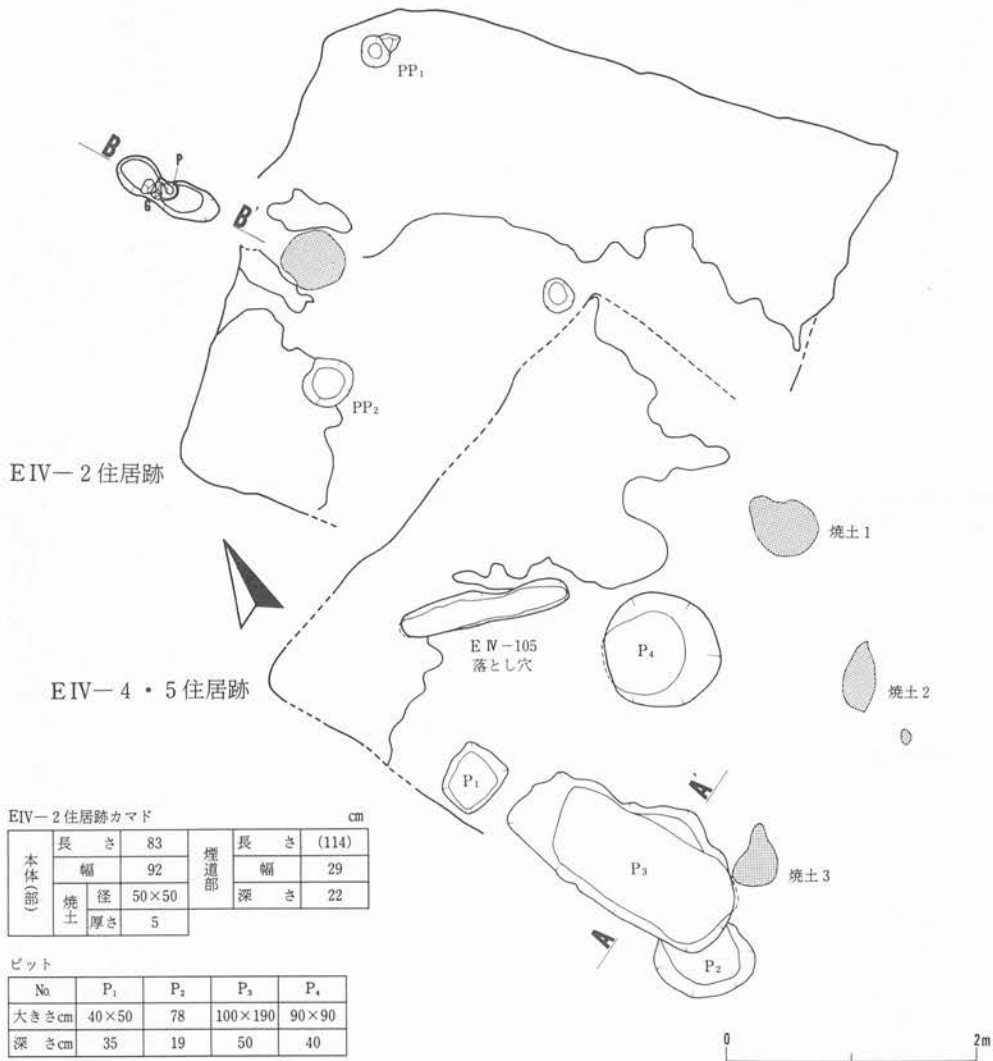 PP₁
B
P
G
B'
PP₂
EⅣ－2住居跡
焼土1
EⅣ－105
落とし穴
P₄
EⅣ－4・5住居跡
焼土2
P₁
A'
P₃
焼土3
A
P₂
EⅣ－2住居跡カマド cm
本体(部) 長さ 83 煙道部 長さ (114)
幅 92 幅 29
焼土 径 50×50 深さ 22
厚さ 5
ピット
No. P₁ P₂ P₃ P₄
大きさcm 40×50 78 100×190 90×90
深さcm 35 19 50 40
0 2m